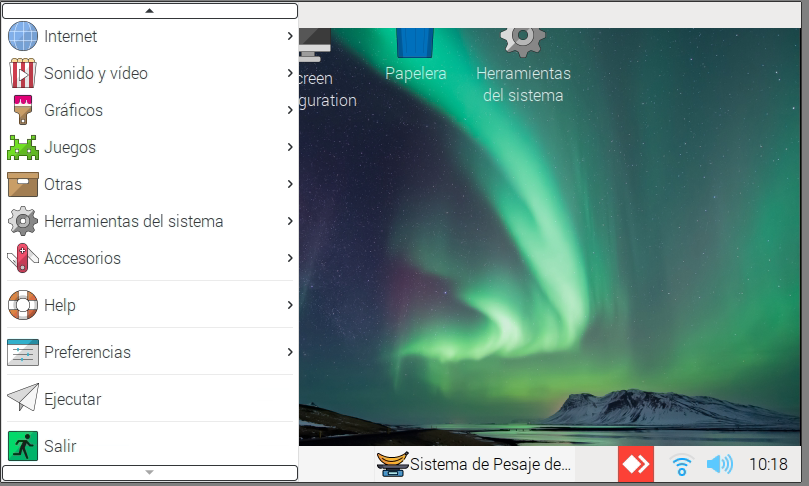 Internet
Sonido y vídeo
Gráficos
Juegos
Otras
Herramientas del sistema
Accesorios
Help
Preferencias
Ejecutar
Salir
creen
guration
Papelera
Herramientas
del sistema
Sistema de Pesaje de...
10:18